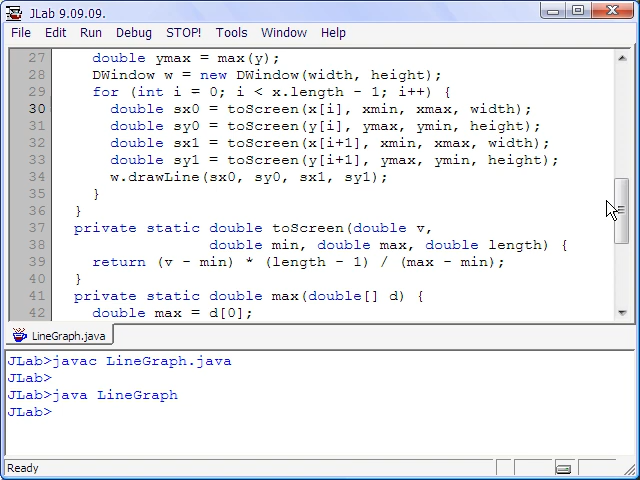 JLab 9.09.09.
File Edit Run Debug STOP! Tools Window Help
27 double ymax = max(y);
28 DWindow w = new DWindow(width, height);
29 for (int i = 0; i < x.length - 1; i++) {
30 double sx0 = toScreen(x[i], xmin, xmax, width);
31 double sy0 = toScreen(y[i], ymax, ymin, height);
32 double sx1 = toScreen(x[i+1], xmin, xmax, width);
33 double sy1 = toScreen(y[i+1], ymax, ymin, height);
34 w.drawLine(sx0, sy0, sx1, sy1);
35 }
36 }
37 private static double toScreen(double v,
38 double min, double max, double length) {
39 return (v - min) * (length - 1) / (max - min);
40 }
41 private static double max(double[] d) {
42 double max = d[0];
LineGraph.java
JLab>javac LineGraph.java
JLab>
JLab>java LineGraph
JLab>
Ready